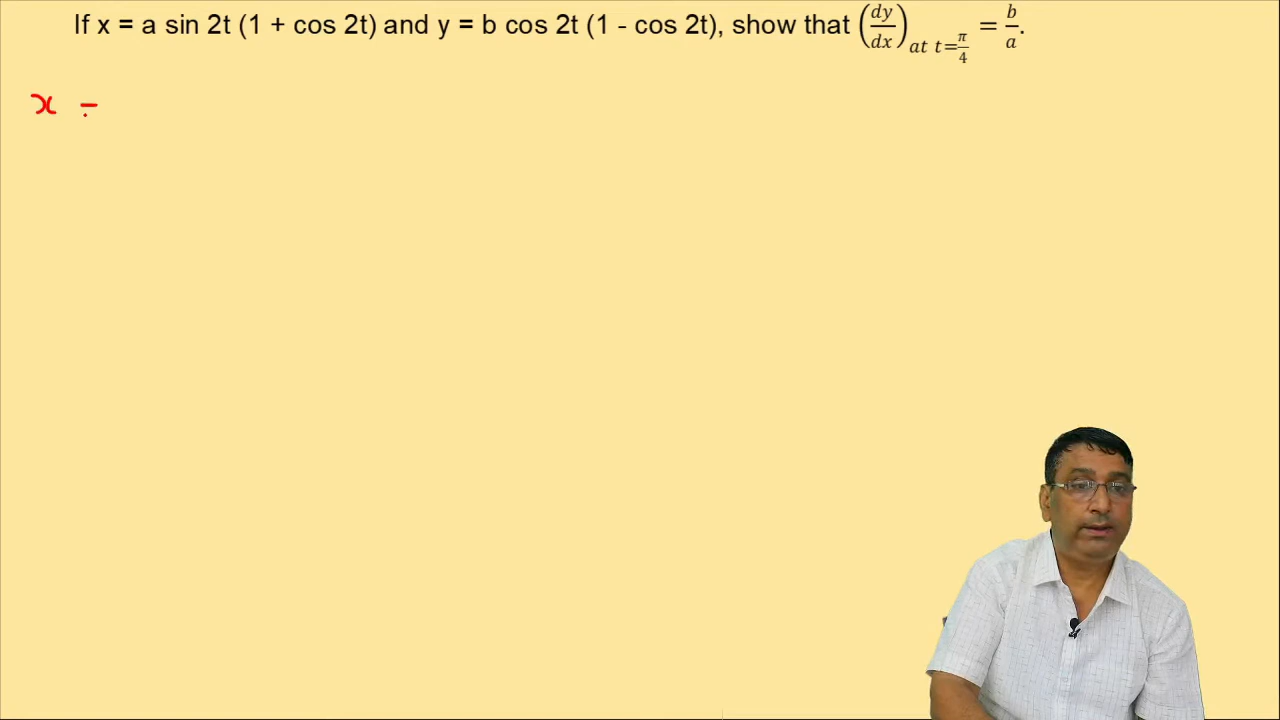 If x = a sin 2t (1 + cos 2t) and y = b cos 2t (1 - cos 2t), show that (dy/dx) at t=π/4 = b/a.
x =